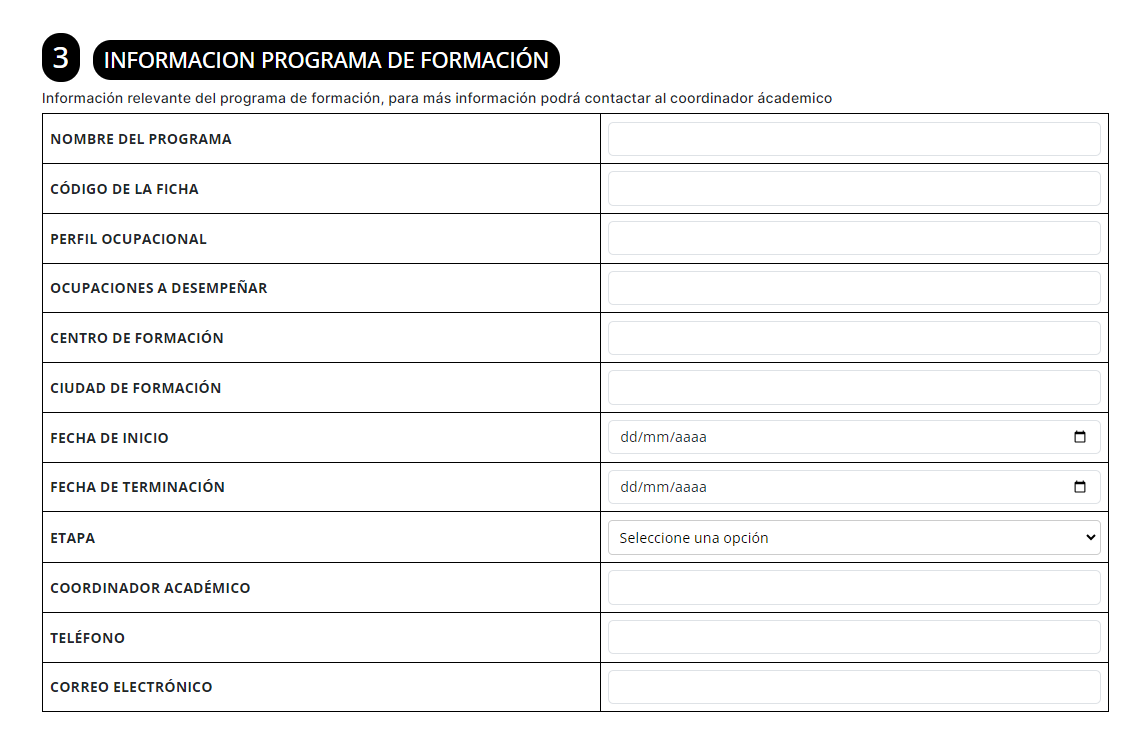 3 INFORMACION PROGRAMA DE FORMACIÓN
Información relevante del programa de formación, para más información podrá contactar al coordinador ácademico
NOMBRE DEL PROGRAMA
CÓDIGO DE LA FICHA
PERFIL OCUPACIONAL
OCUPACIONES A DESEMPEÑAR
CENTRO DE FORMACIÓN
CIUDAD DE FORMACIÓN
FECHA DE INICIO dd/mm/aaaa
FECHA DE TERMINACIÓN dd/mm/aaaa
ETAPA Seleccione una opción
COORDINADOR ACADÉMICO
TELÉFONO
CORREO ELECTRÓNICO